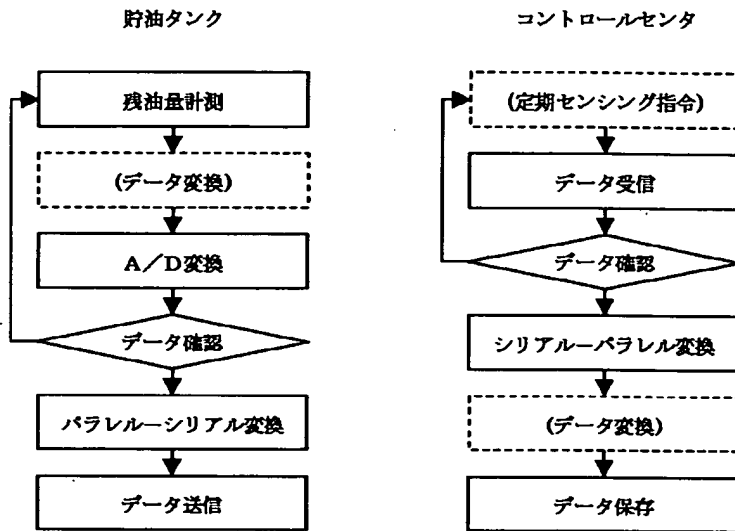 貯油タンク
残油量計測
(データ変換)
A/D変換
データ確認
パラレルーシリアル変換
データ送信
コントロールセンタ
(定期センシング指令)
データ受信
データ確認
シリアルーパラレル変換
(データ変換)
データ保存